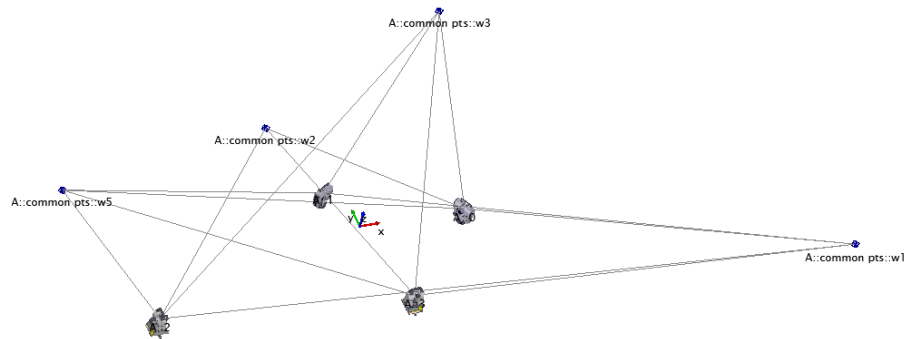 A::common pts::w3
A::common pts::w2
A::common pts::w5
y
z
x
A::common pts::w1